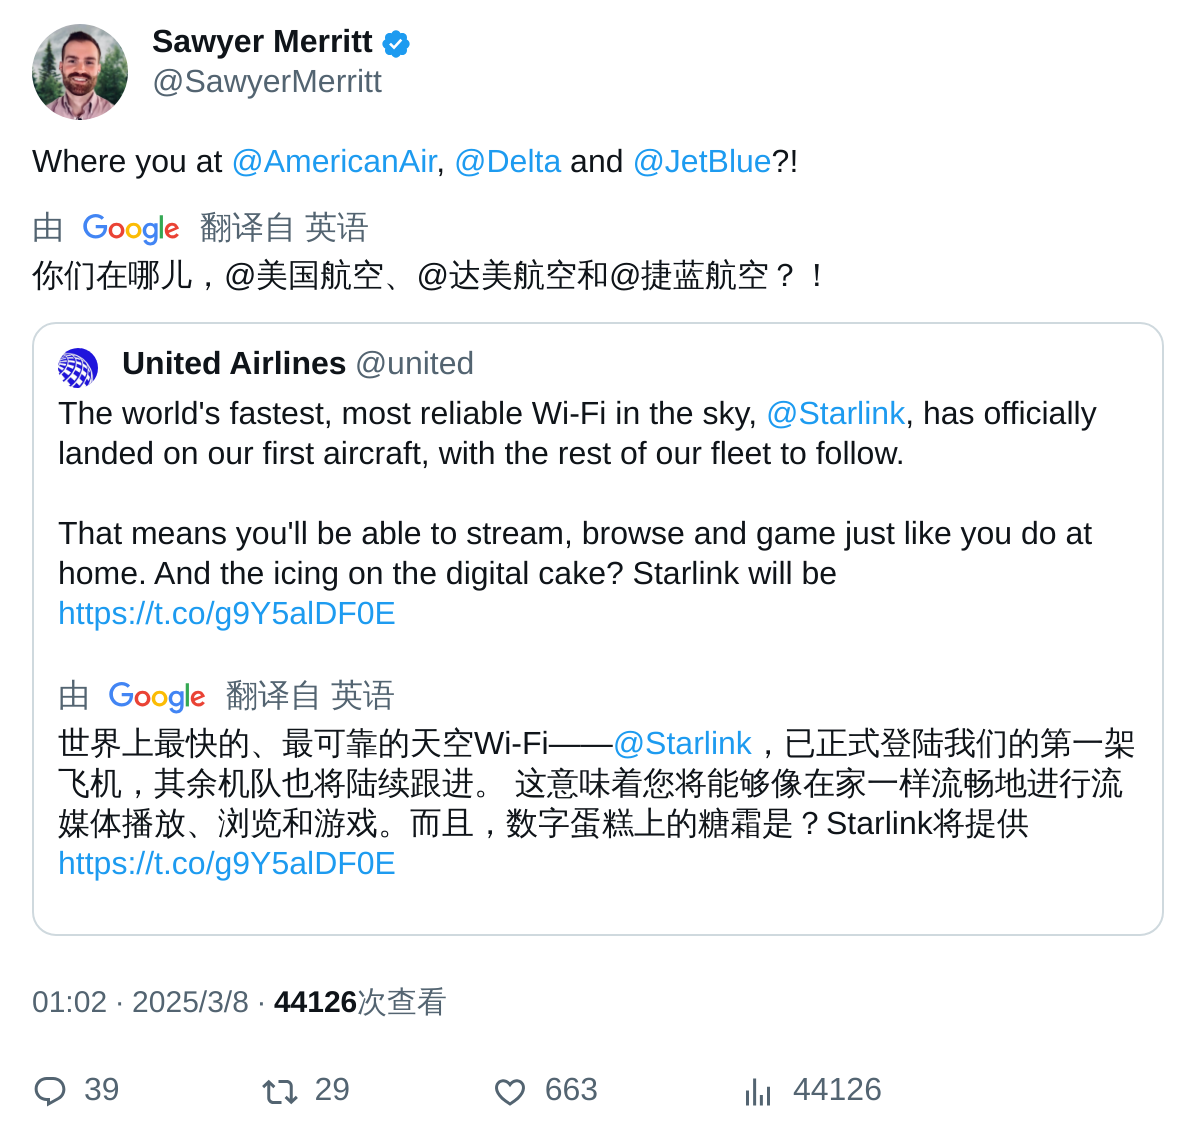 Sawyer Merritt
@SawyerMerritt
Where you at @AmericanAir, @Delta and @JetBlue?!
由 Google 翻译自 英语
你们在哪儿，@美国航空、@达美航空和@捷蓝航空？！
United Airlines @united
The world's fastest, most reliable Wi-Fi in the sky, @Starlink, has officially
landed on our first aircraft, with the rest of our fleet to follow.
That means you'll be able to stream, browse and game just like you do at
home. And the icing on the digital cake? Starlink will be
https://t.co/g9Y5alDF0E
由 Google 翻译自 英语
世界上最快的、最可靠的天空Wi-Fi——@Starlink，已正式登陆我们的第一架
飞机，其余机队也将陆续跟进。 这意味着您将能够像在家一样流畅地进行流
媒体播放、浏览和游戏。而且，数字蛋糕上的糖霜是？Starlink将提供
https://t.co/g9Y5alDF0E
01:02 · 2025/3/8 · 44126次查看
39 29 663 44126